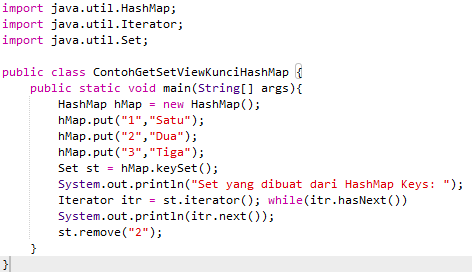 import java.util.HashMap;
import java.util.Iterator;
import java.util.Set;
public class ContohGetSetViewKunciHashMap {
public static void main(String[] args){
HashMap hMap = new HashMap();
hMap.put("1","Satu");
hMap.put("2","Dua");
hMap.put("3","Tiga");
Set st = hMap.keySet();
System.out.println("Set yang dibuat dari HashMap Keys: ");
Iterator itr = st.iterator(); while(itr.hasNext())
System.out.println(itr.next());
st.remove("2");
}
}